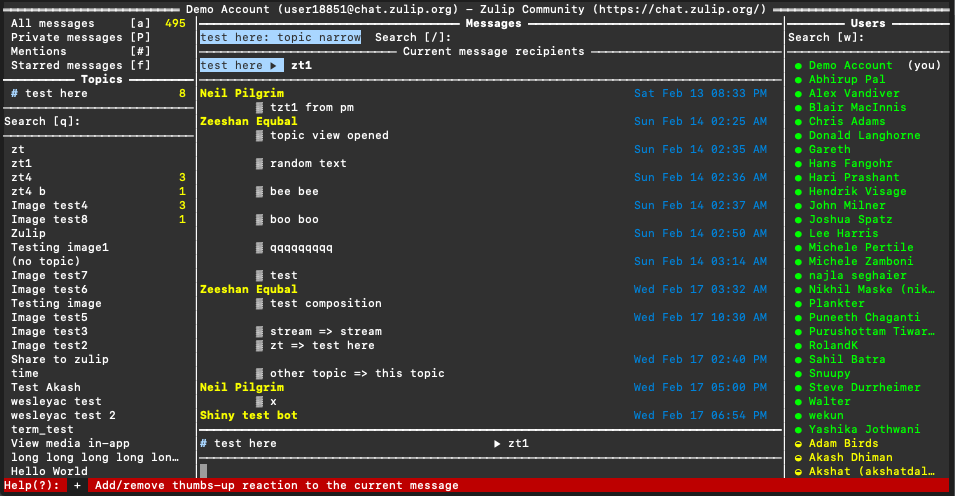 Demo Account (user18851@chat.zulip.org) – Zulip Community (https://chat.zulip.org/)
All messages [a] 495
Private messages [P]
Mentions [#]
Starred messages [f]
Topics
# test here 8
Search [q]:
zt
zt1
zt4 3
zt4 b 1
Image test4 3
Image test8 1
Zulip
Testing image1
(no topic)
Image test7
Image test6
Testing image
Image test5
Image test3
Image test2
Share to zulip
time
Test Akash
wesleyac test
wesleyac test 2
term_test
View media in-app
long long long long lon…
Hello World
Messages
test here: topic narrow Search [/]:
Current message recipients
test here ▶ zt1
Neil Pilgrim Sat Feb 13 08:33 PM
tzt1 from pm
Zeeshan Equbal Sun Feb 14 02:25 AM
topic view opened
Sun Feb 14 02:35 AM
random text
Sun Feb 14 02:36 AM
bee bee
Sun Feb 14 02:37 AM
boo boo
Sun Feb 14 02:50 AM
qqqqqqqqq
Sun Feb 14 03:14 AM
test
Zeeshan Equbal Wed Feb 17 03:32 AM
test composition
Wed Feb 17 10:30 AM
stream => stream
zt => test here
Wed Feb 17 02:40 PM
other topic => this topic
Neil Pilgrim Wed Feb 17 05:00 PM
x
Shiny test bot Wed Feb 17 06:54 PM
# test here ▶ zt1
Users
Search [w]:
Demo Account (you)
Abhirup Pal
Alex Vandiver
Blair MacInnis
Chris Adams
Donald Langhorne
Gareth
Hans Fangohr
Hari Prashant
Hendrik Visage
John Milner
Joshua Spatz
Lee Harris
Michele Pertile
Michele Zamboni
najla seghaier
Nikhil Maske (nik…
Plankter
Puneeth Chaganti
Purushottam Tiwar…
RolandK
Sahil Batra
Snuupy
Steve Durrheimer
Walter
wekun
Yashika Jothwani
Adam Birds
Akash Dhiman
Akshat (akshatdal…
Help(?): + Add/remove thumbs-up reaction to the current message